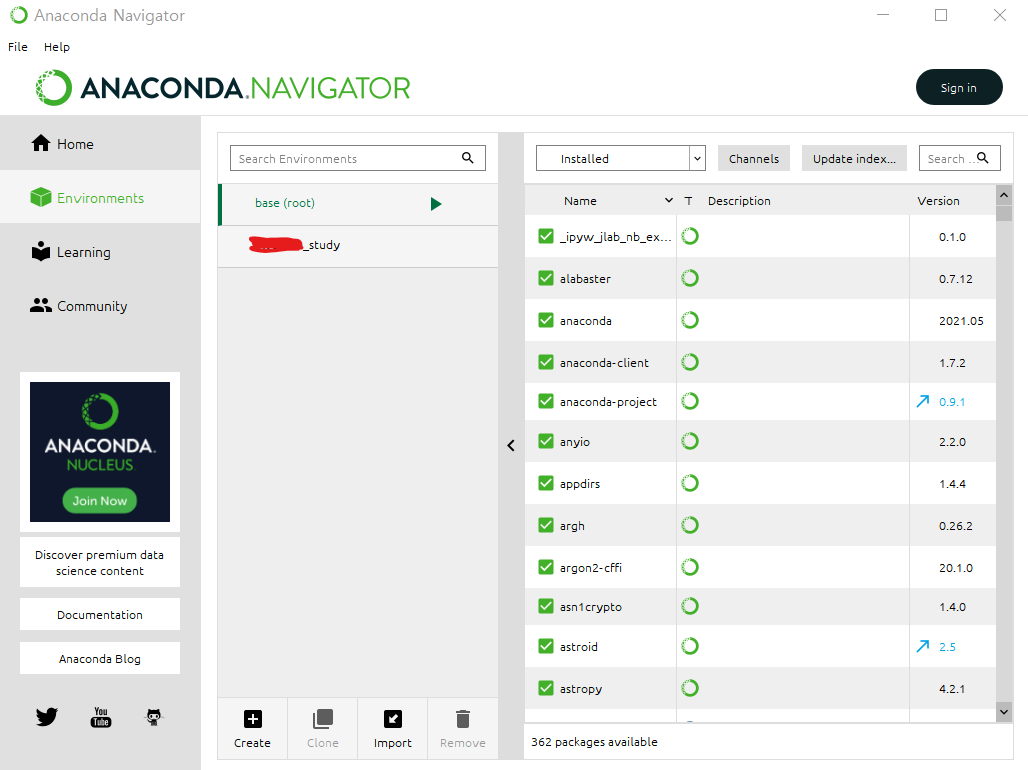 Anaconda Navigator
File Help
ANACONDA.NAVIGATOR
Sign in
Home
Environments
Learning
Community
ANACONDA.
NUCLEUS
Join Now
Discover premium data
science content
Documentation
Anaconda Blog
You
Tube
Search Environments
base (root)
_study
Create Clone Import Remove
Installed Channels Update index... Search ...
Name T Description Version
_ipyw_jlab_nb_ex... 0.1.0
alabaster 0.7.12
anaconda 2021.05
anaconda-client 1.7.2
anaconda-project 0.9.1
anyio 2.2.0
appdirs 1.4.4
argh 0.26.2
argon2-cffi 20.1.0
asn1crypto 1.4.0
astroid 2.5
astropy 4.2.1
362 packages available